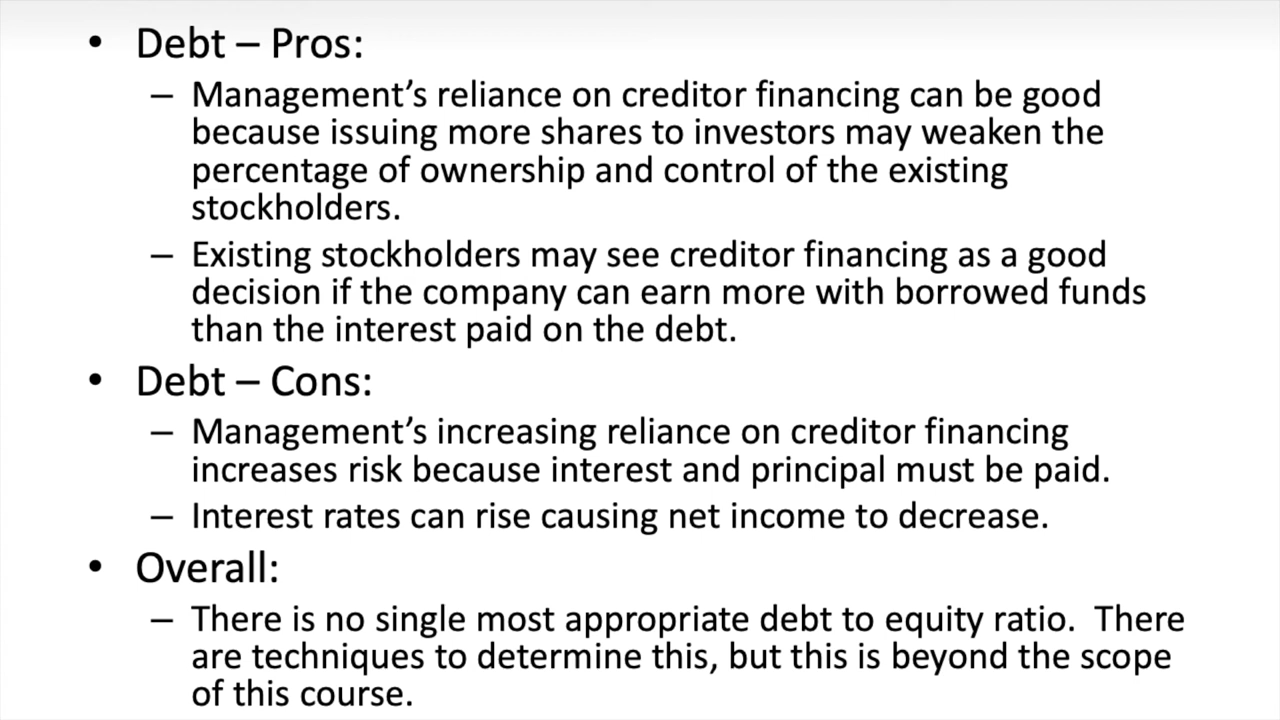 • Debt – Pros:
– Management’s reliance on creditor financing can be good
because issuing more shares to investors may weaken the
percentage of ownership and control of the existing
stockholders.
– Existing stockholders may see creditor financing as a good
decision if the company can earn more with borrowed funds
than the interest paid on the debt.
• Debt – Cons:
– Management’s increasing reliance on creditor financing
increases risk because interest and principal must be paid.
– Interest rates can rise causing net income to decrease.
• Overall:
– There is no single most appropriate debt to equity ratio.  There
are techniques to determine this, but this is beyond the scope
of this course.